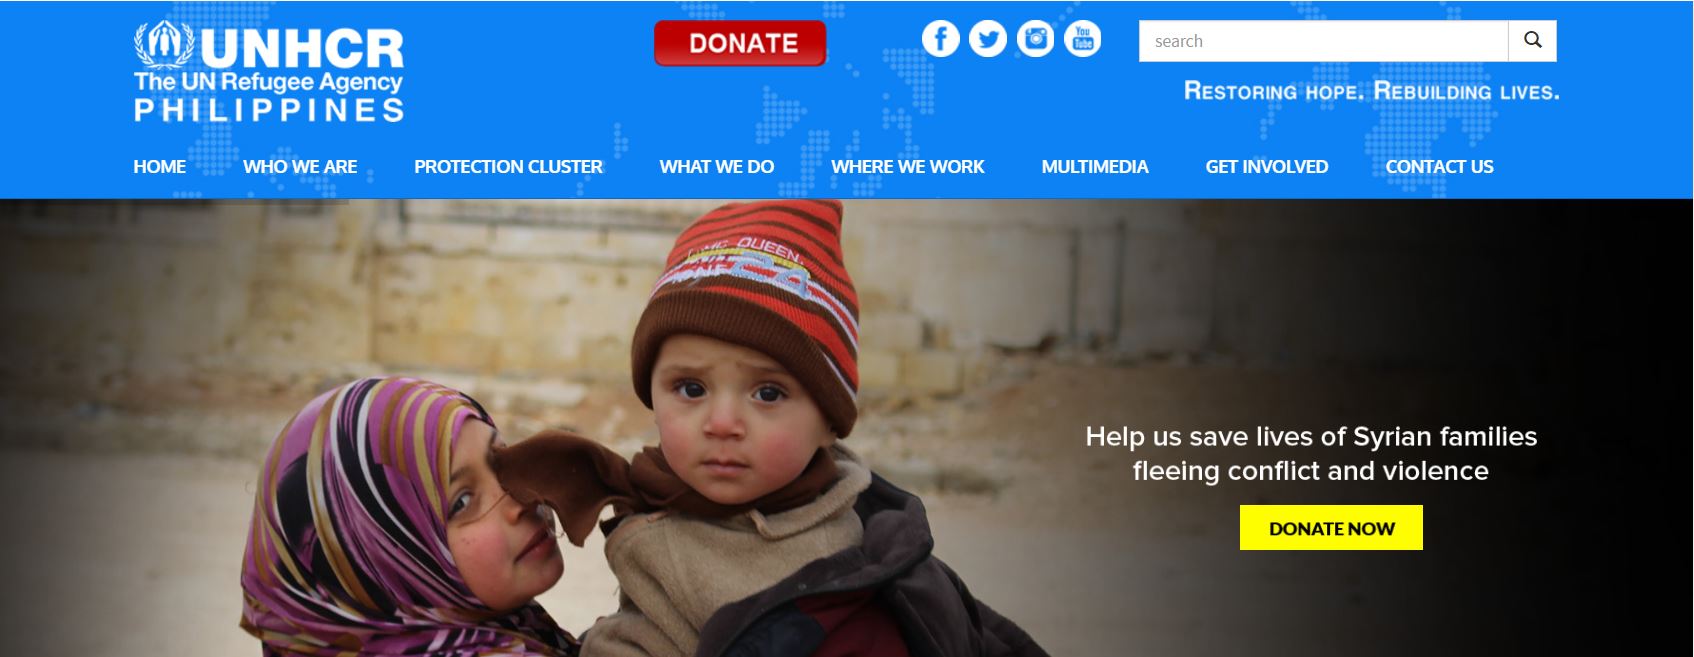 UNHCR
The UN Refugee Agency
PHILIPPINES
DONATE
You
Tube
search
RESTORING HOPE. REBUILDING LIVES.
HOME WHO WE ARE PROTECTION CLUSTER WHAT WE DO WHERE WE WORK MULTIMEDIA GET INVOLVED CONTACT US
QUEEN.
Help us save lives of Syrian families
fleeing conflict and violence
DONATE NOW